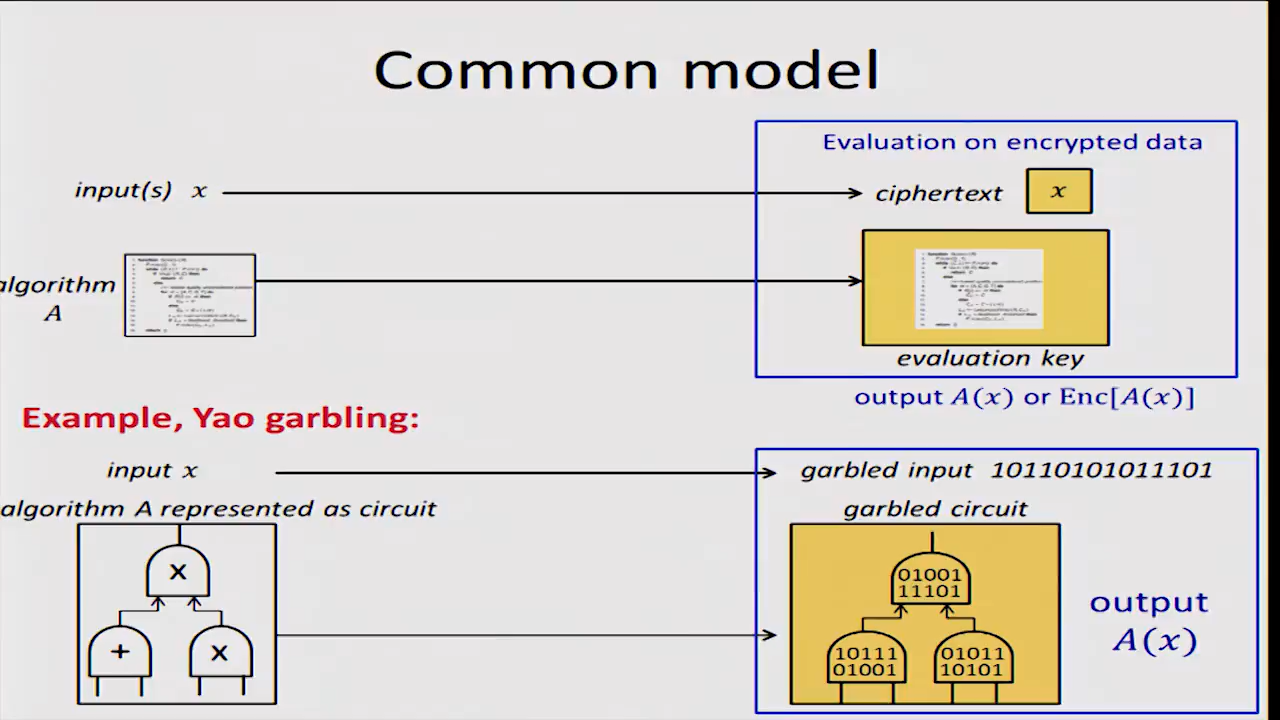 Common model
Evaluation on encrypted data
input(s) x
ciphertext x
algorithm
A
evaluation key
output A(x) or Enc[A(x)]
Example, Yao garbling:
input x
garbled input 10110101011101
algorithm A represented as circuit
garbled circuit
x
01001
11101
+
x
10111
01001
01011
10101
output
A(x)